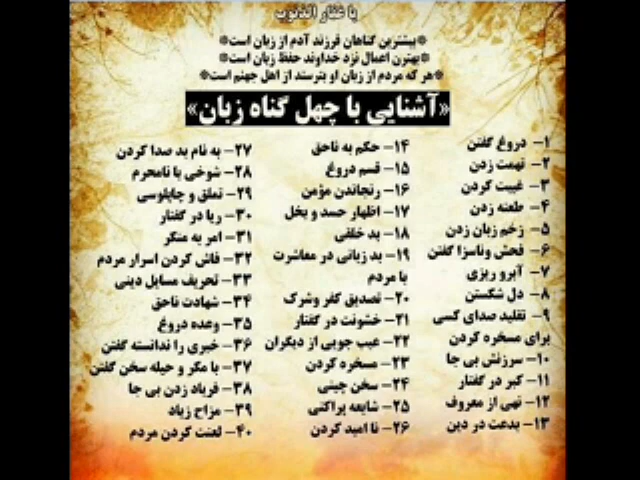 یا غفار الذنوب
*بیشترین گناهان فرزند آدم از زبان است*
*بهترن اعمال نزد خداوند حفظ زبان است*
*هر که مردم از زبان او بترسند از اهل جهنم است*
«آشنایی با چهل گناه زبان»
۱- دروغ گفتن
۲- تهمت زدن
۳- غیبت کردن
۴- طعنه زدن
۵- زخم زبان زدن
۶- فحش وناسزا گفتن
۷- آبرو ریزی
۸- دل شکستن
۹- تقلید صدای کسی
برای مسخره کردن
۱۰- سرزنش بی جا
۱۱- کبر در گفتار
۱۲- نهی از معروف
۱۳- بدعت در دین
۱۴- حکم به ناحق
۱۵- قسم دروغ
۱۶- رنجاندن مؤمن
۱۷- اظهار حسد و بخل
۱۸- بد خلقی
۱۹- بد زبانی در معاشرت
با مردم
۲۰- تصدیق کفر وشرک
۲۱- خشونت در گفتار
۲۲- عیب جویی از دیگران
۲۳- مسخره کردن
۲۴- سخن چینی
۲۵- شایعه پراکنی
۲۶- نا امید کردن
۲۷- به نام بد صدا کردن
۲۸- شوخی با نامحرم
۲۹- تملق و چاپلوسی
۳۰- ریا در گفتار
۳۱- امر به منکر
۳۲- فاش کردن اسرار مردم
۳۳- تحریف مسایل دینی
۳۴- شهادت ناحق
۳۵- وعده دروغ
۳۶- خبری را ندانسته گفتن
۳۷- با مکر و حیله سخن گفتن
۳۸- فریاد زدن بی جا
۳۹- مزاح زیاد
۴۰- لعنت کردن مردم